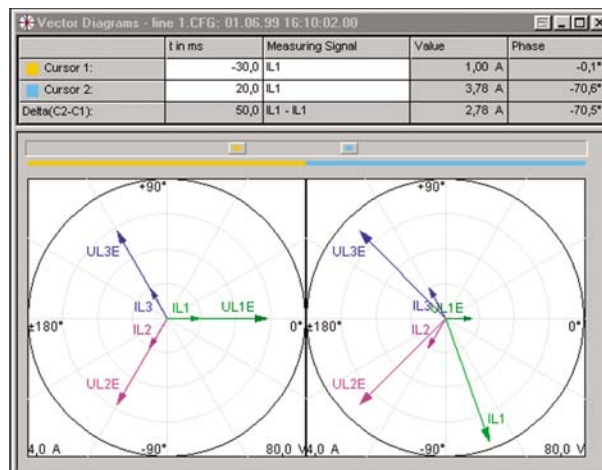 Vector Diagrams - line 1.CFG: 01.06.99 16:10:02.00
t in ms Measuring Signal Value Phase
Cursor 1: -30,0 IL1 1,00 A -0,1°
Cursor 2: 20,0 IL1 3,78 A -70,6°
Delta(C2-C1): 50,0 IL1 - IL1 2,78 A -70,5°
+90° +90°
UL3E UL3E
IL3 IL1 UL1E IL3 UL1E
±180° 0° ±180° 0°
IL2 IL2
UL2E UL2E
IL1
4,0 A -90° 80,0 V 4,0 A -90° 80,0 V